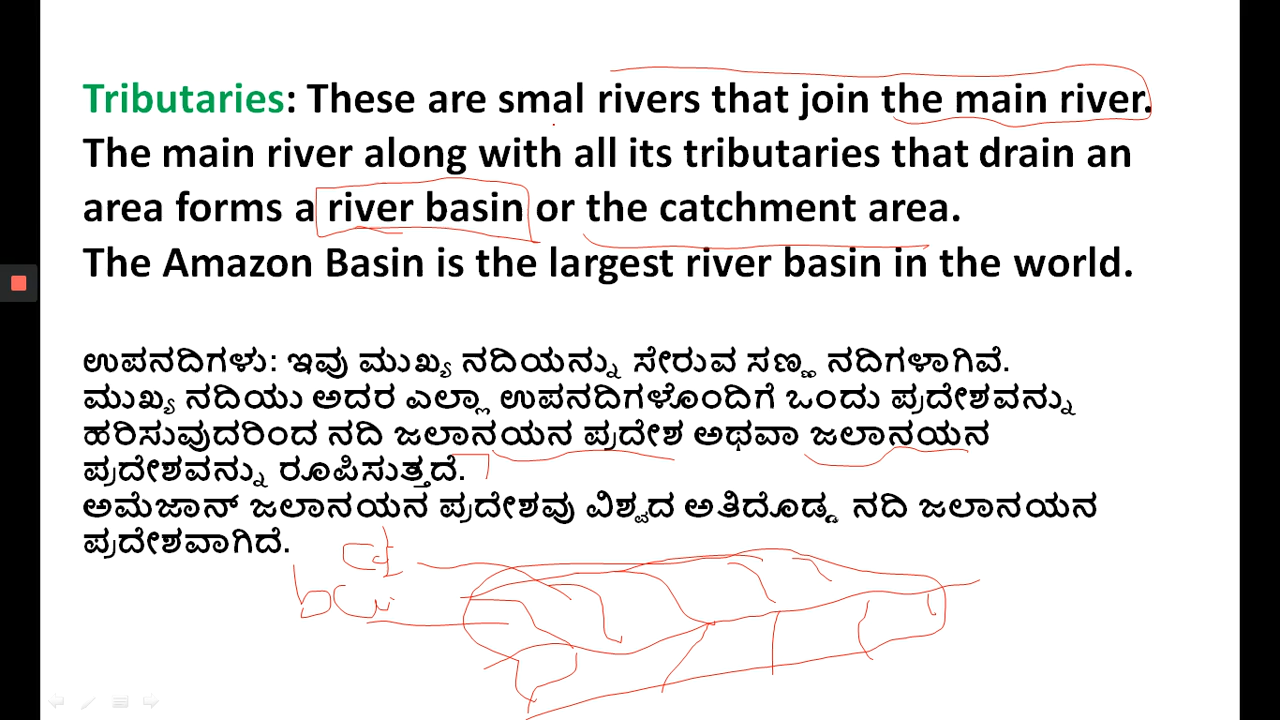 Tributaries: These are smal rivers that join the main river.
The main river along with all its tributaries that drain an
area forms a river basin or the catchment area.
The Amazon Basin is the largest river basin in the world.
ಉಪನದಿಗಳು: ಇವು ಮುಖ್ಯ ನದಿಯನ್ನು ಸೇರುವ ಸಣ್ಣ ನದಿಗಳಾಗಿವೆ.
ಮುಖ್ಯ ನದಿಯು ಅದರ ಎಲ್ಲಾ ಉಪನದಿಗಳೊಂದಿಗೆ ಒಂದು ಪ್ರದೇಶವನ್ನು
ಹರಿಸುವುದರಿಂದ ನದಿ ಜಲಾನಯನ ಪ್ರದೇಶ ಅಥವಾ ಜಲಾನಯನ
ಪ್ರದೇಶವನ್ನು ರೂಪಿಸುತ್ತದೆ.
ಅಮೆಜಾನ್ ಜಲಾನಯನ ಪ್ರದೇಶವು ವಿಶ್ವದ ಅತಿದೊಡ್ಡ ನದಿ ಜಲಾನಯನ
ಪ್ರದೇಶವಾಗಿದೆ.